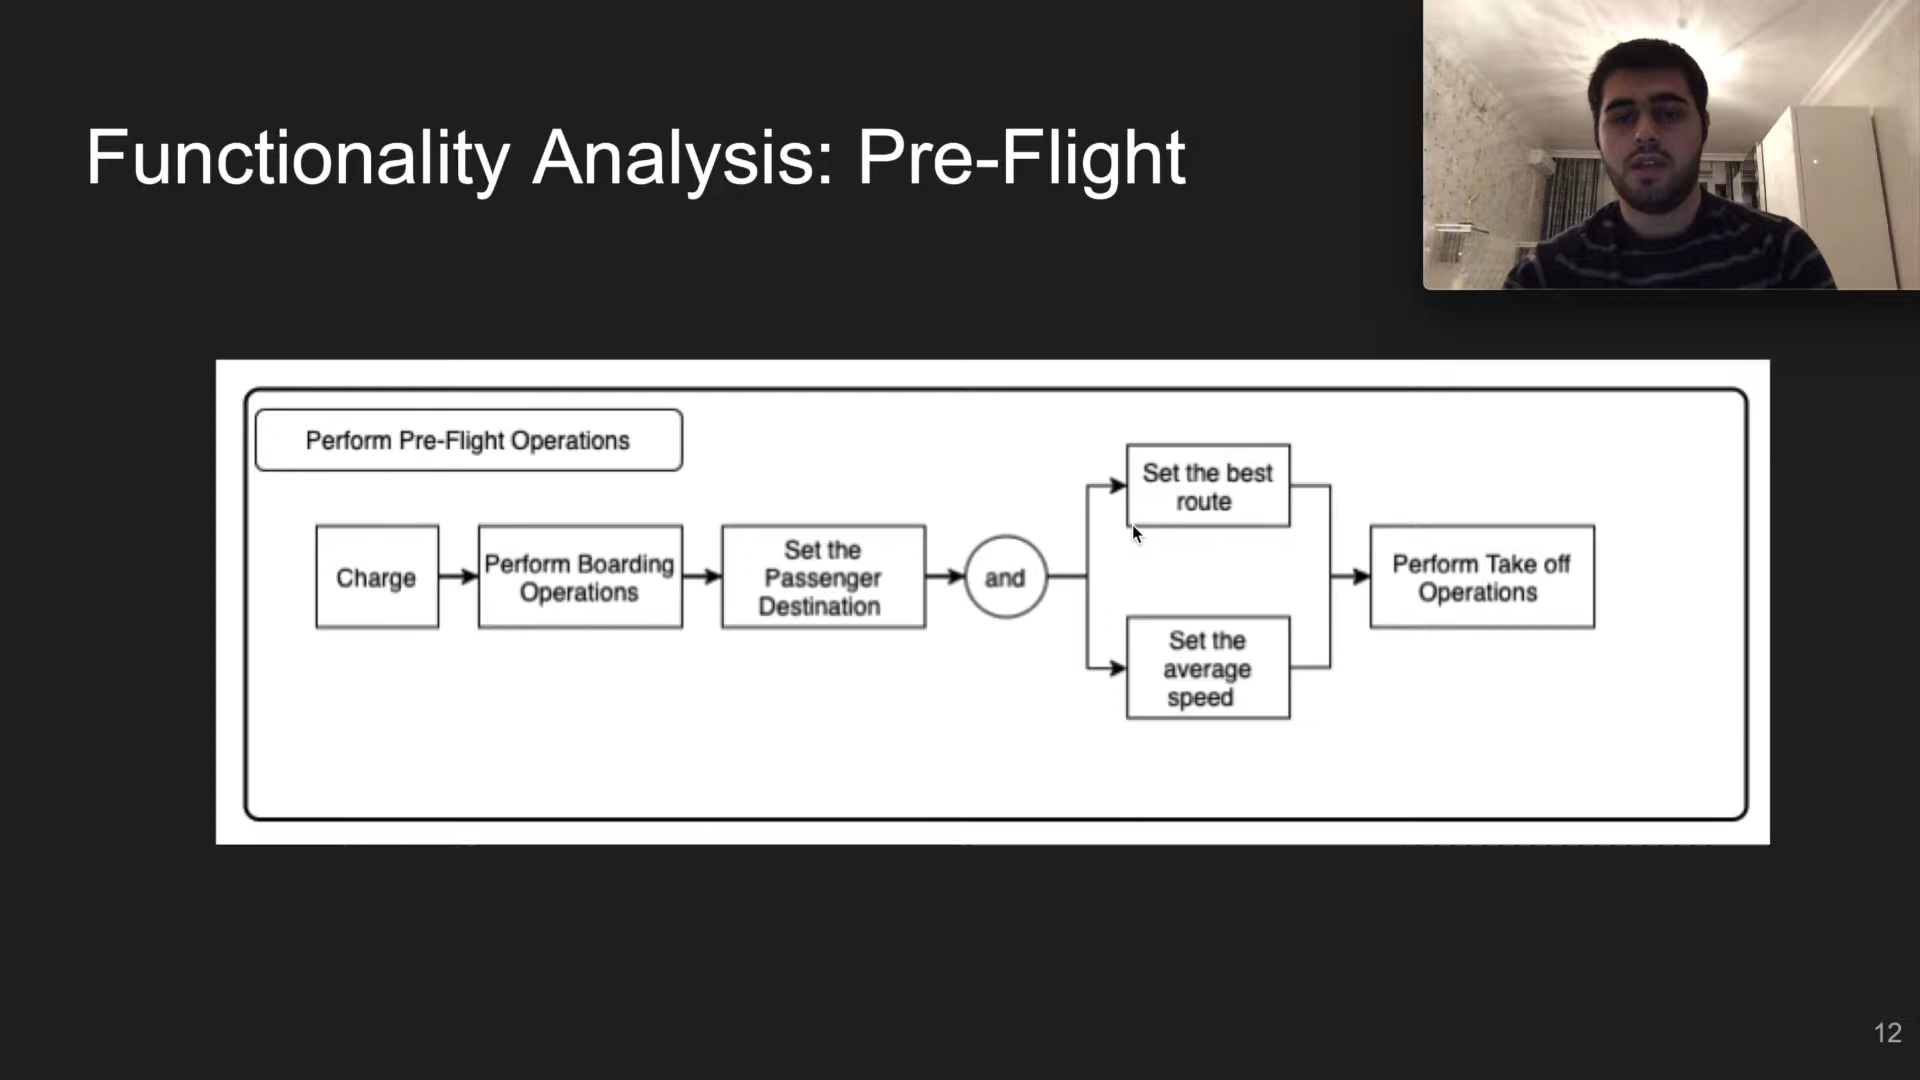 Functionality Analysis: Pre-Flight
Perform Pre-Flight Operations
Charge
Perform Boarding
Operations
Set the
Passenger
Destination
and
Set the best
route
Set the
average
speed
Perform Take off
Operations
12